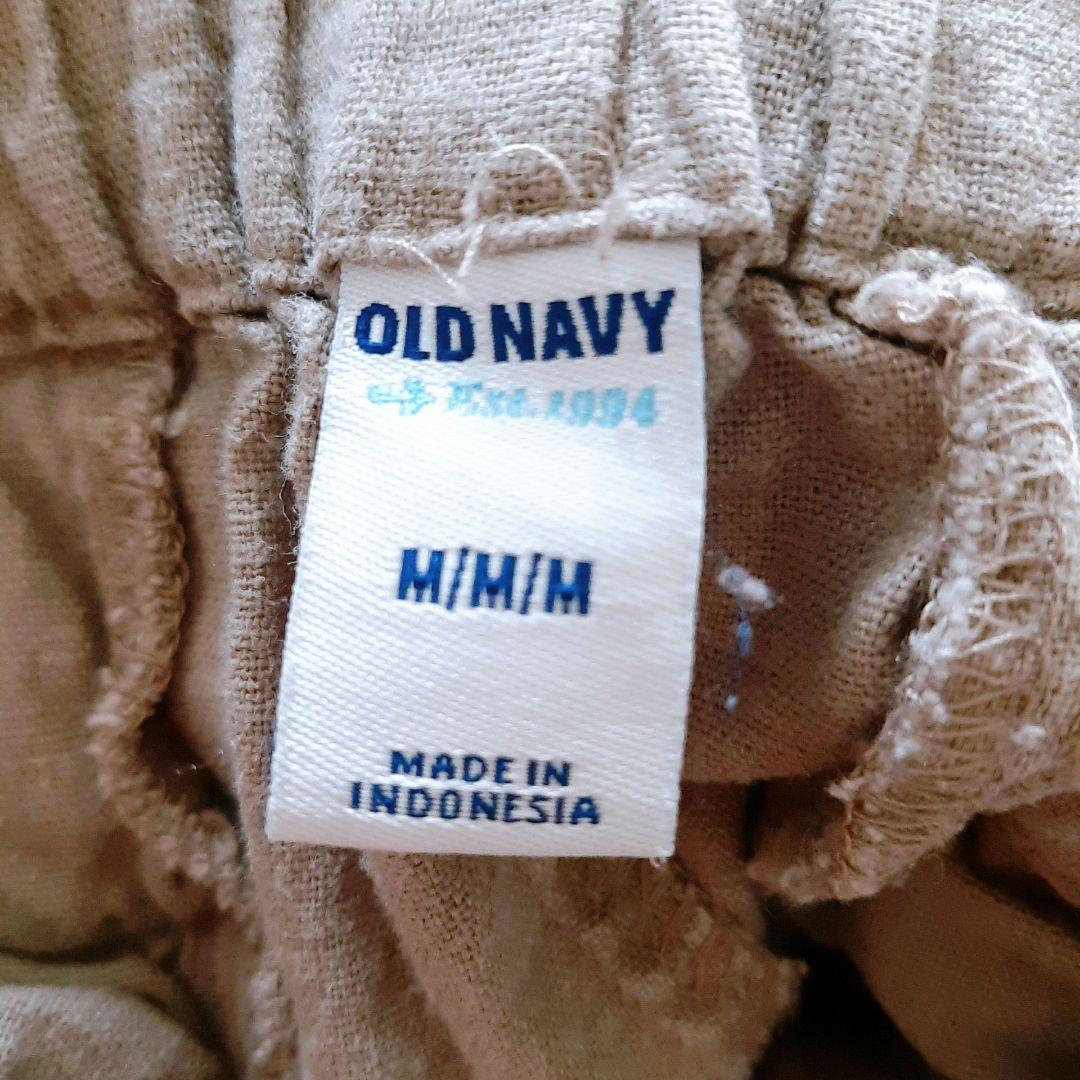 OLD NAVY
Est. 1994
M/M/M
MADE IN
INDONESIA